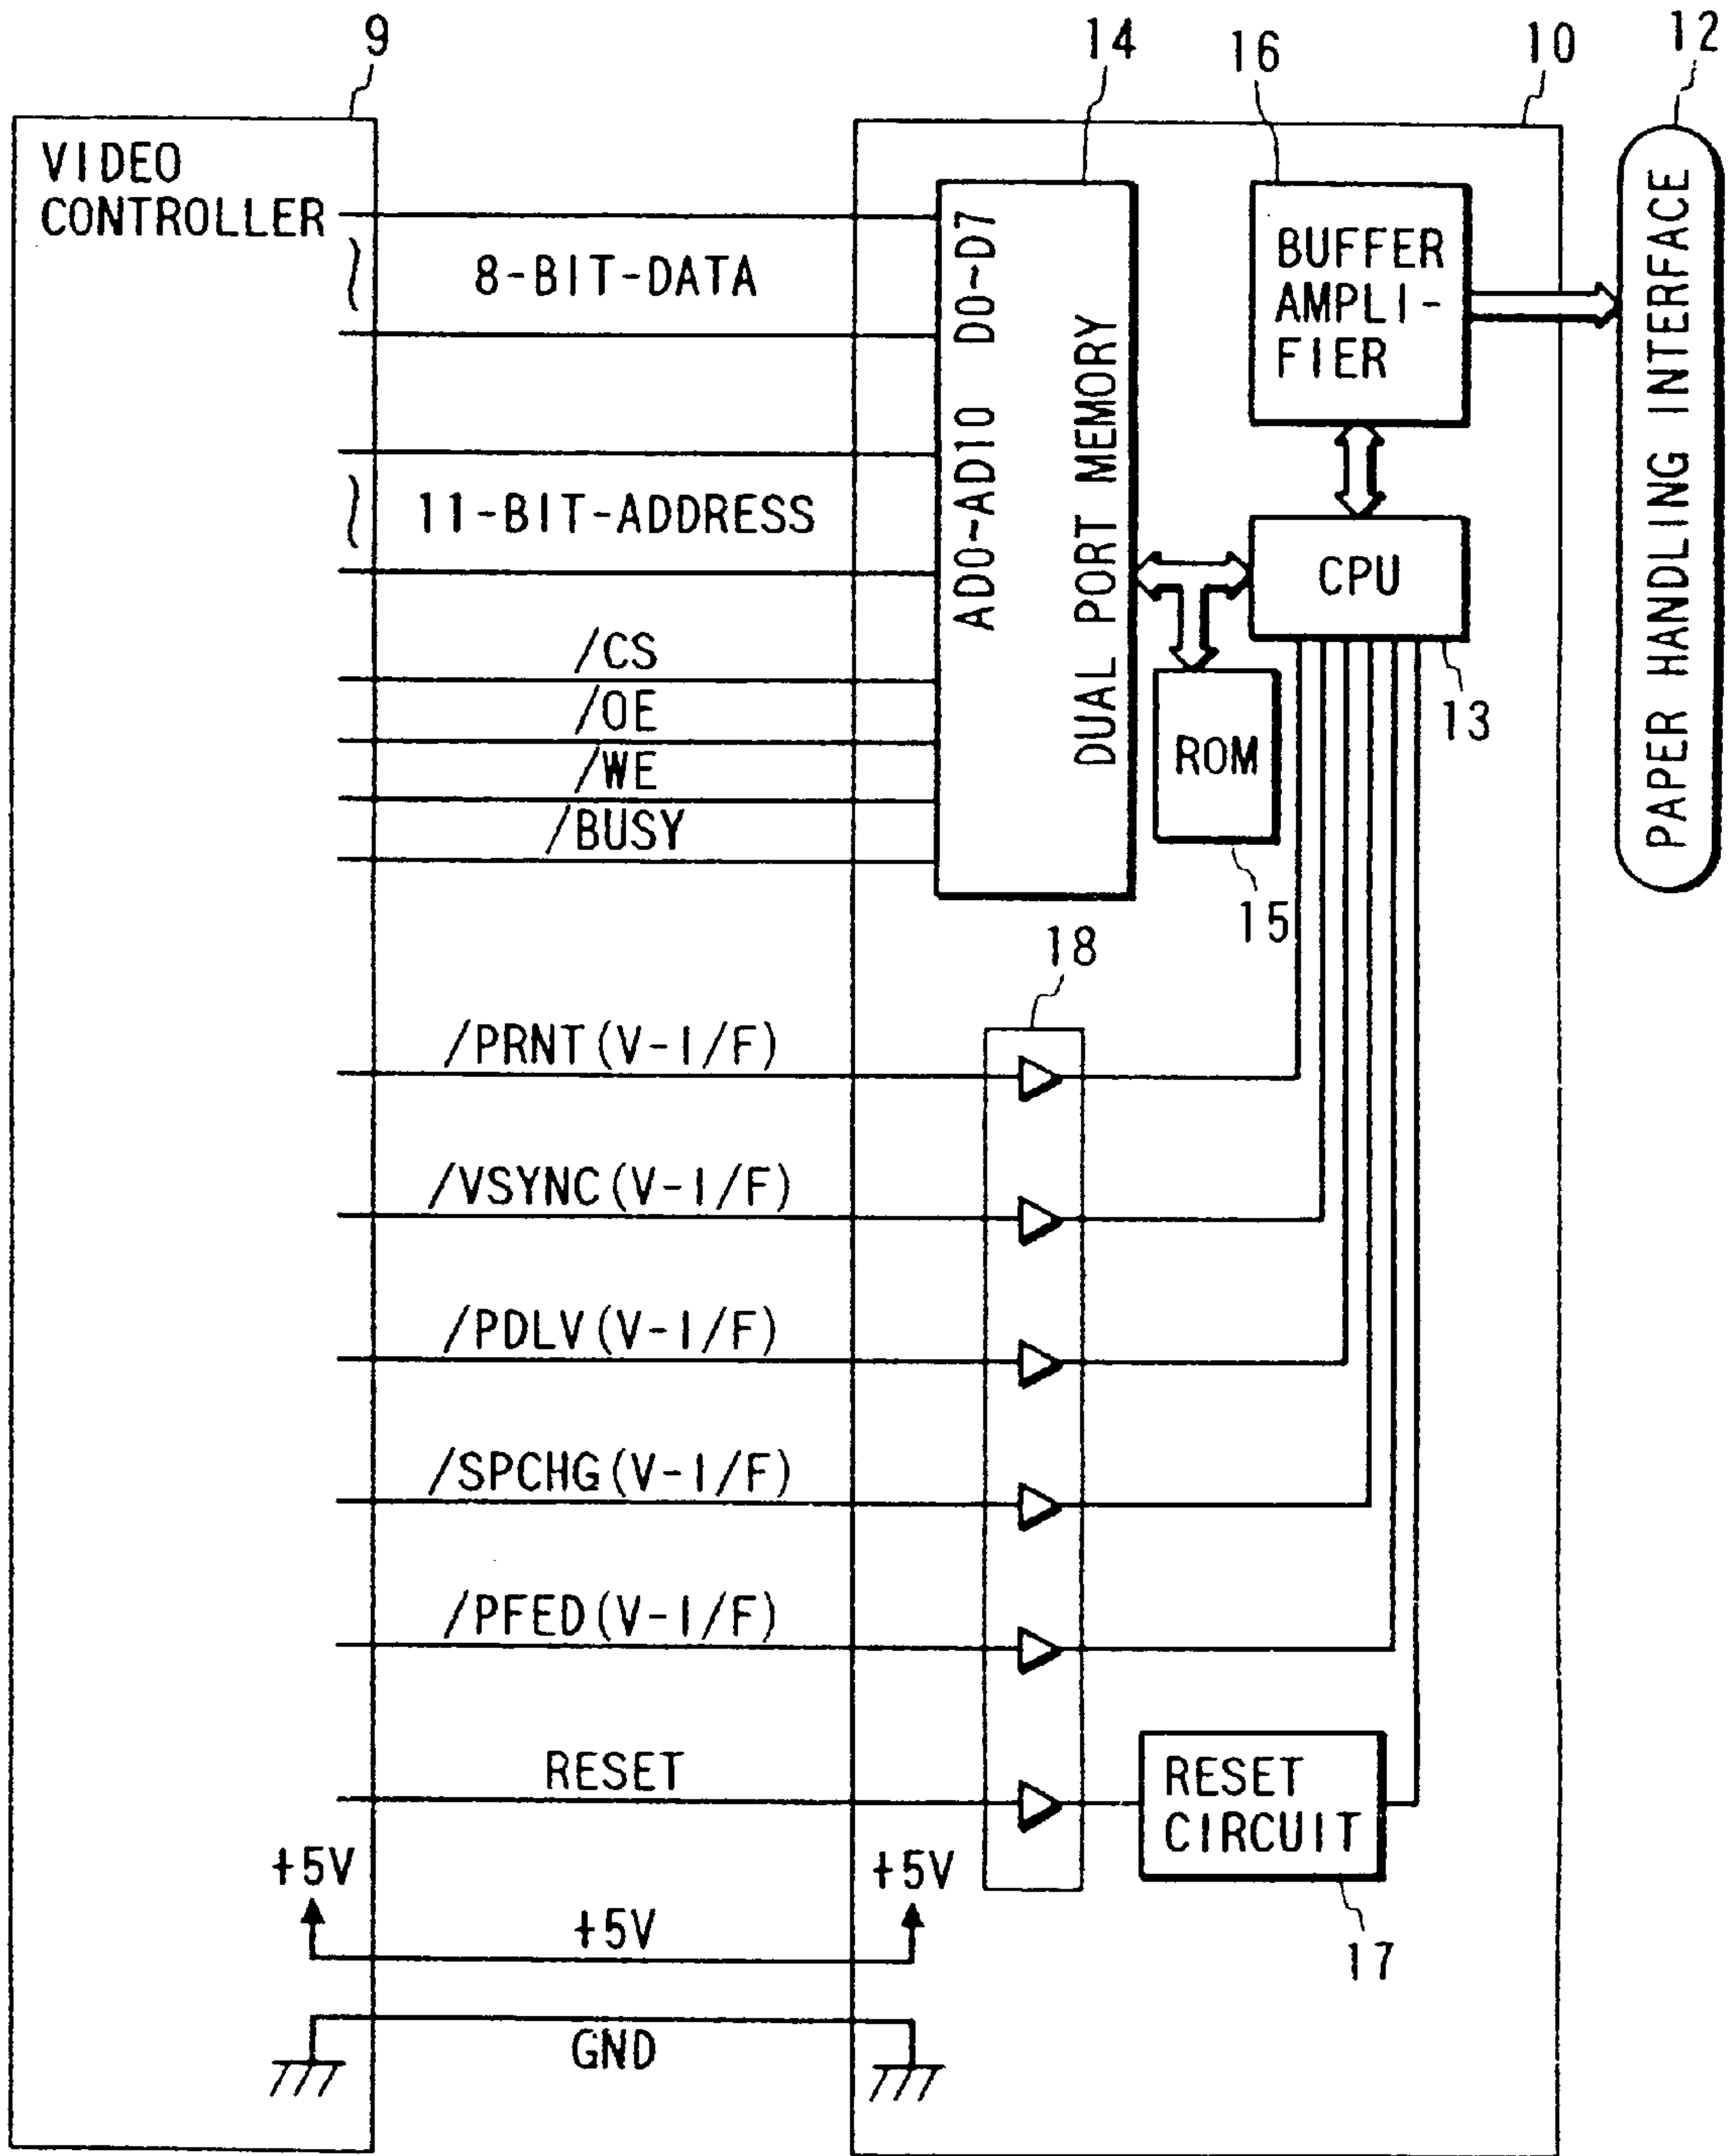 9
14
16
10
12
VIDEO
CONTROLLER
8-BIT-DATA
11-BIT-ADDRESS
/CS
/OE
/WE
/BUSY
D0~D7
AD0~AD10
DUAL PORT MEMORY
BUFFER
AMPLI-
FIER
CPU
13
ROM
15
PAPER HANDLING INTERFACE
18
/PRNT(V-I/F)
/VSYNC(V-I/F)
/PDLV(V-I/F)
/SPCHG(V-I/F)
/PFED(V-I/F)
RESET
RESET
CIRCUIT
17
+5V
+5V
+5V
GND